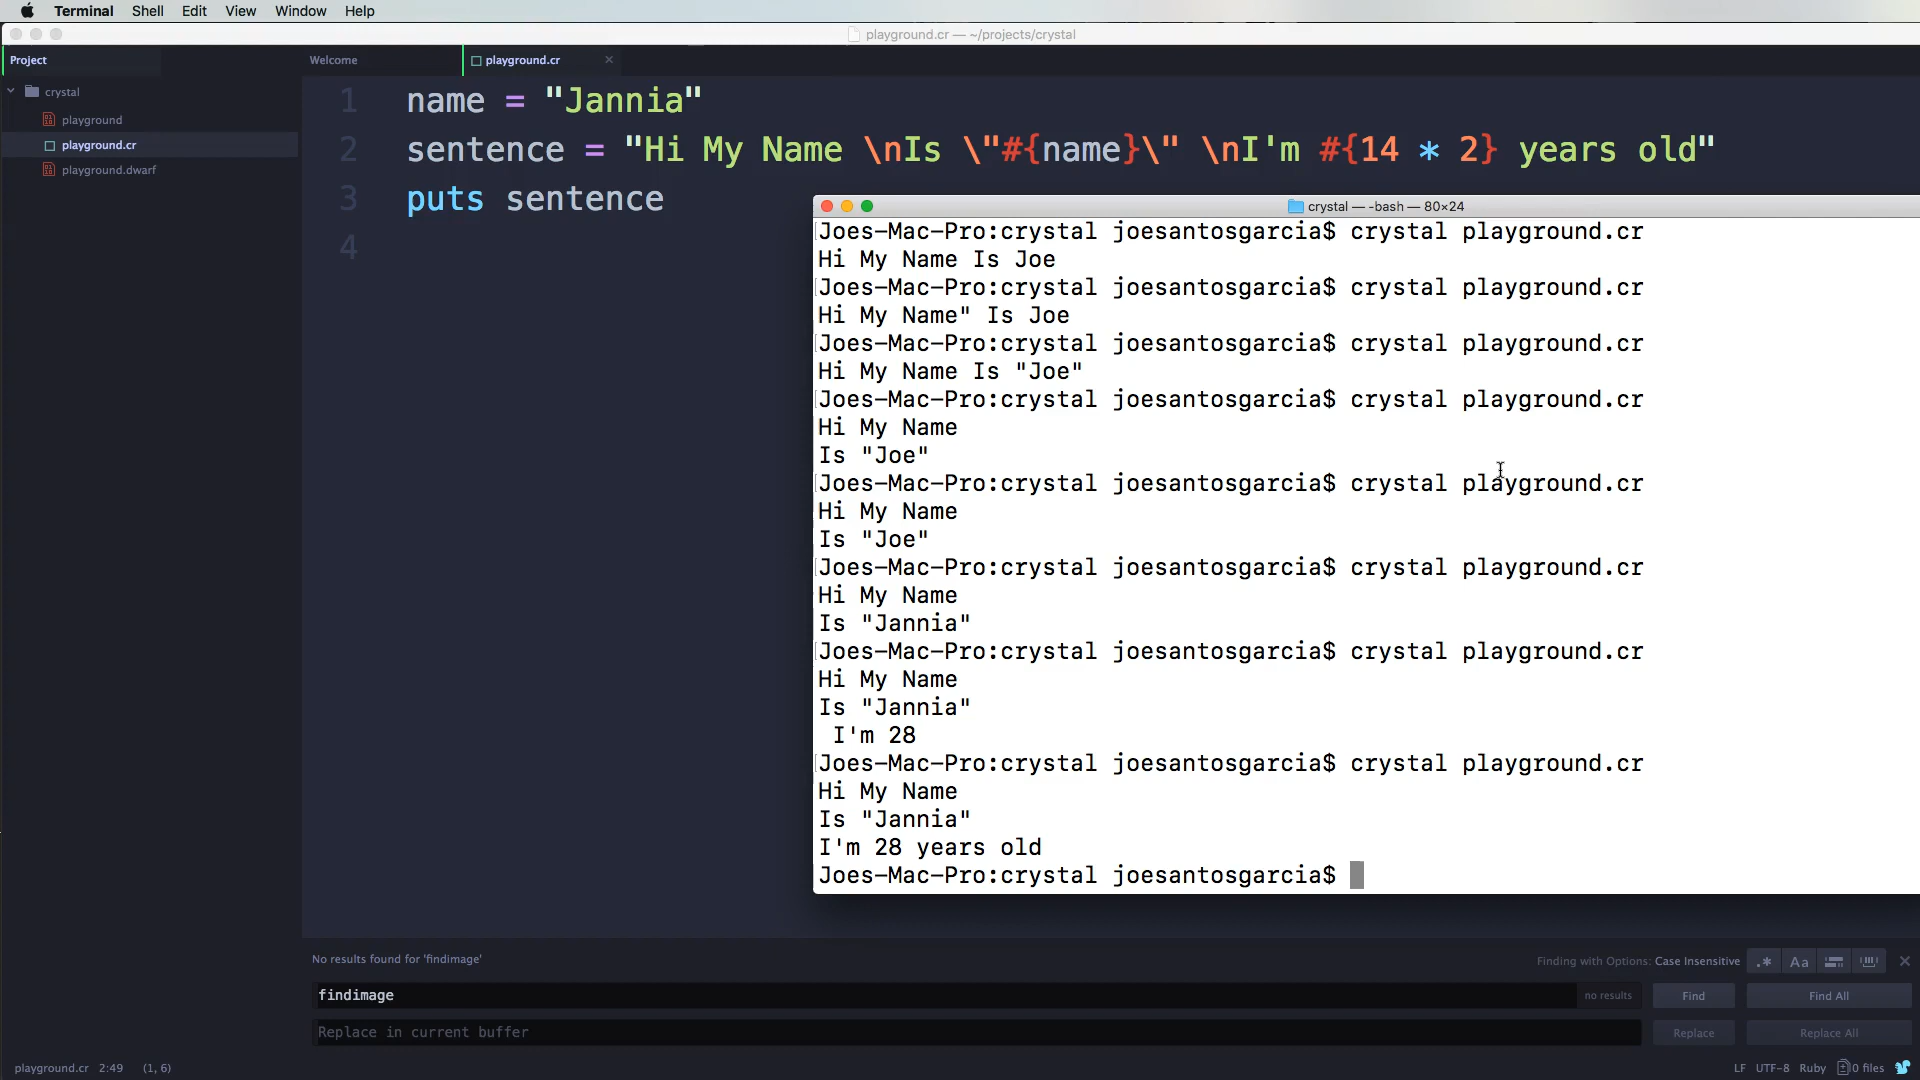 Terminal Shell Edit View Window Help
playground.cr — ~/projects/crystal
Project
Welcome
playground.cr
crystal
playground
playground.cr
playground.dwarf
1 name = "Jannia"
2 sentence = "Hi My Name \nIs \"#{name}\" \nI'm #{14 * 2} years old"
3 puts sentence
4
crystal — -bash — 80×24
Joes-Mac-Pro:crystal joesantosgarcia$ crystal playground.cr
Hi My Name Is Joe
Joes-Mac-Pro:crystal joesantosgarcia$ crystal playground.cr
Hi My Name" Is Joe
Joes-Mac-Pro:crystal joesantosgarcia$ crystal playground.cr
Hi My Name Is "Joe"
Joes-Mac-Pro:crystal joesantosgarcia$ crystal playground.cr
Hi My Name
Is "Joe"
Joes-Mac-Pro:crystal joesantosgarcia$ crystal playground.cr
Hi My Name
Is "Joe"
Joes-Mac-Pro:crystal joesantosgarcia$ crystal playground.cr
Hi My Name
Is "Jannia"
Joes-Mac-Pro:crystal joesantosgarcia$ crystal playground.cr
Hi My Name
Is "Jannia"
 I'm 28
Joes-Mac-Pro:crystal joesantosgarcia$ crystal playground.cr
Hi My Name
Is "Jannia"
I'm 28 years old
Joes-Mac-Pro:crystal joesantosgarcia$
No results found for 'findimage'
Finding with Options: Case Insensitive
.* Aa
findimage
no results
Find
Find All
Replace in current buffer
Replace
Replace All
playground.cr 2:49 (1, 6)
LF UTF-8 Ruby 0 files